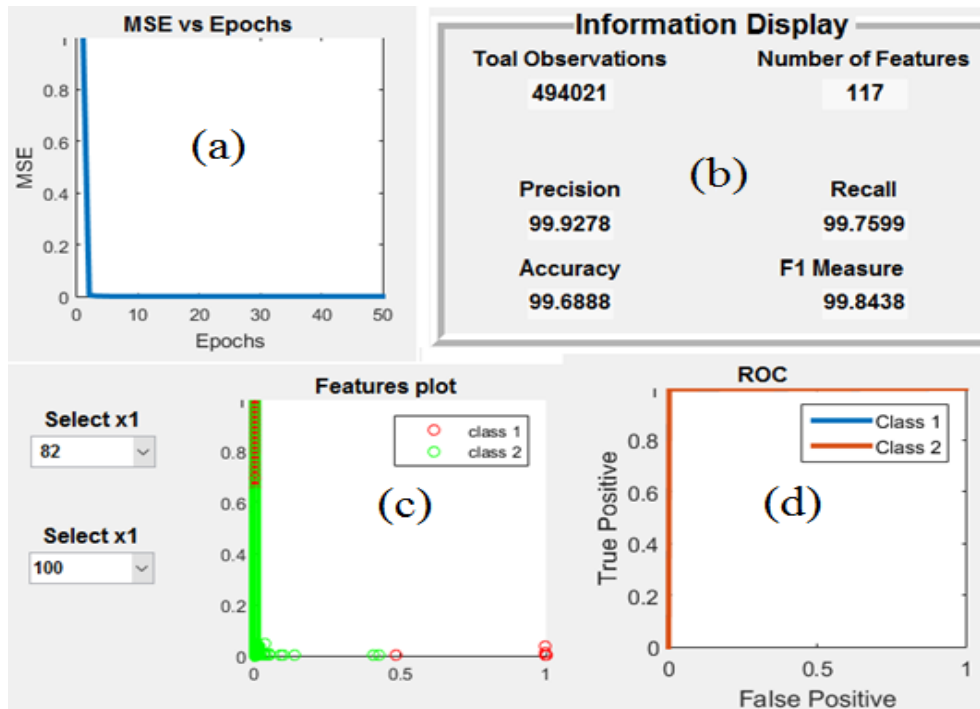 MSE vs Epochs
1
0.8
0.6
0.4
0.2
0
MSE
(a)
0 10 20 30 40 50
Epochs
Information Display
Toal Observations Number of Features
494021 117
(b)
Precision Recall
99.9278 99.7599
Accuracy F1 Measure
99.6888 99.8438
Select x1
82
Select x1
100
Features plot
1
0.8
0.6
0.4
0.2
0
class 1
class 2
(c)
0 0.5 1
ROC
1
0.8
0.6
0.4
0.2
0
True Positive
Class 1
Class 2
(d)
0 0.5 1
False Positive